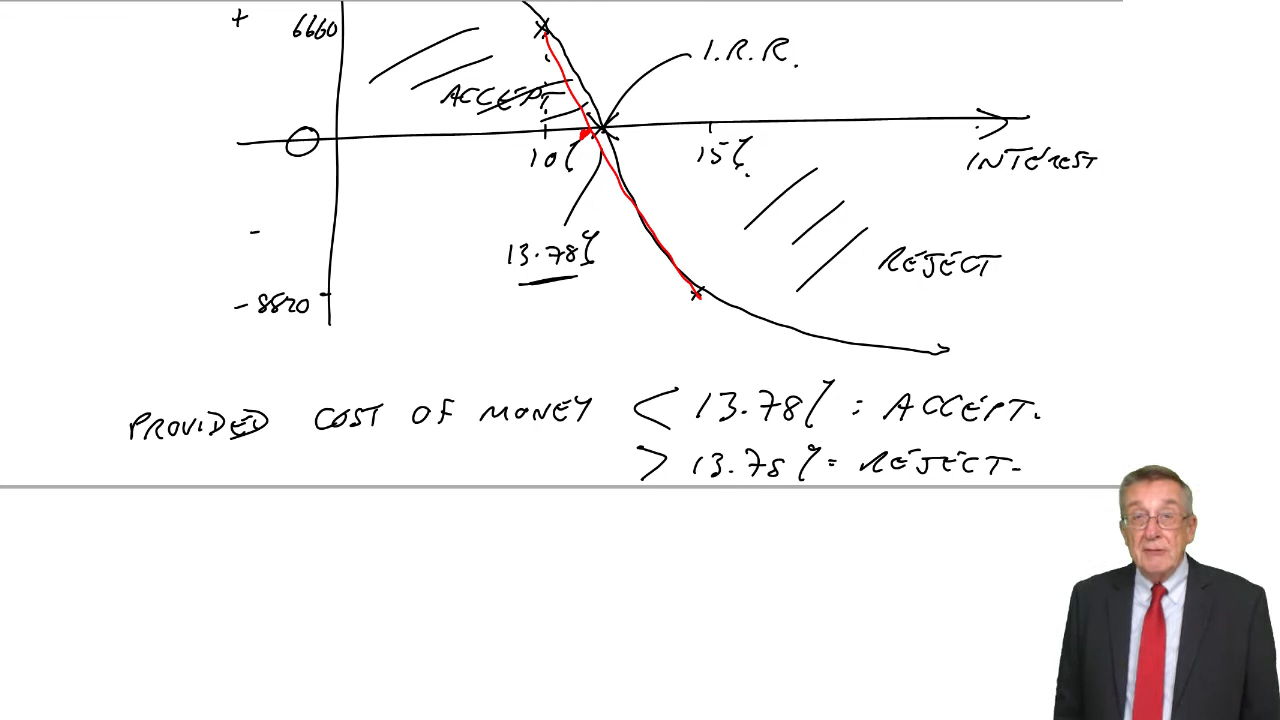 + 6660
I.R.R.
ACCEPT
10%
15%
INTEREST
-
13.78%
REJECT
- 8820
PROVIDED COST OF MONEY < 13.78% = ACCEPT.
> 13.78% = REJECT.